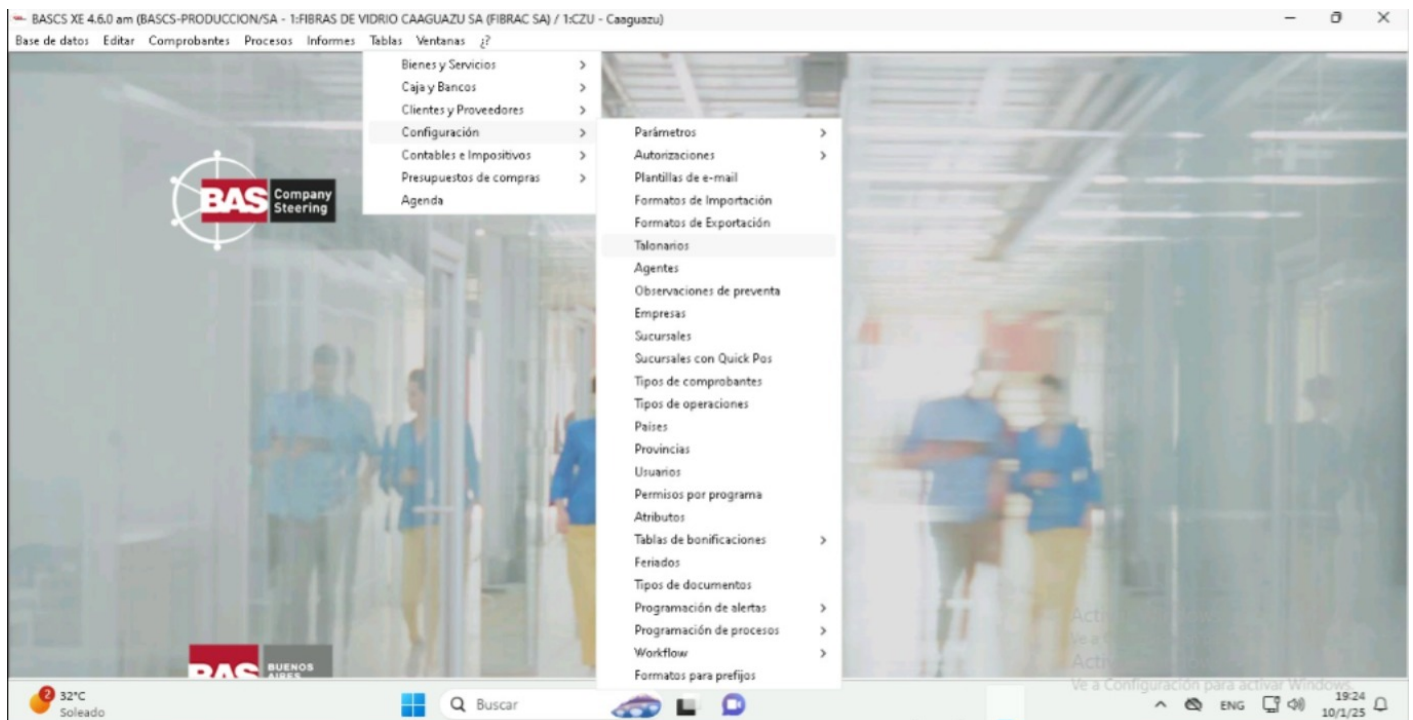 BASCS XE 4.6.0 am (BASCS-PRODUCCION/SA - 1:FIBRAS DE VIDRIO CAAGUAZU SA (FIBRAC SA) / 1:CZU - Caaguazu)
Base de datos Editar Comprobantes Procesos Informes Tablas Ventanas ¿?
Bienes y Servicios
Caja y Bancos
Clientes y Proveedores
Configuración
Contables e Impositivos
Presupuestos de compras
Agenda
Parámetros
Autorizaciones
Plantillas de e-mail
Formatos de Importación
Formatos de Exportación
Talonarios
Agentes
Observaciones de preventa
Empresas
Sucursales
Sucursales con Quick Pos
Tipos de comprobantes
Tipos de operaciones
Países
Provincias
Usuarios
Permisos por programa
Atributos
Tablas de bonificaciones
Feriados
Tipos de documentos
Programación de alertas
Programación de procesos
Workflow
Formatos para prefijos
BAS Company
Steering
BAS BUENOS
AIRES
Ve a Configuración para activar Windows.
2
32°C
Soleado
Buscar
ENG
19:24
10/1/25